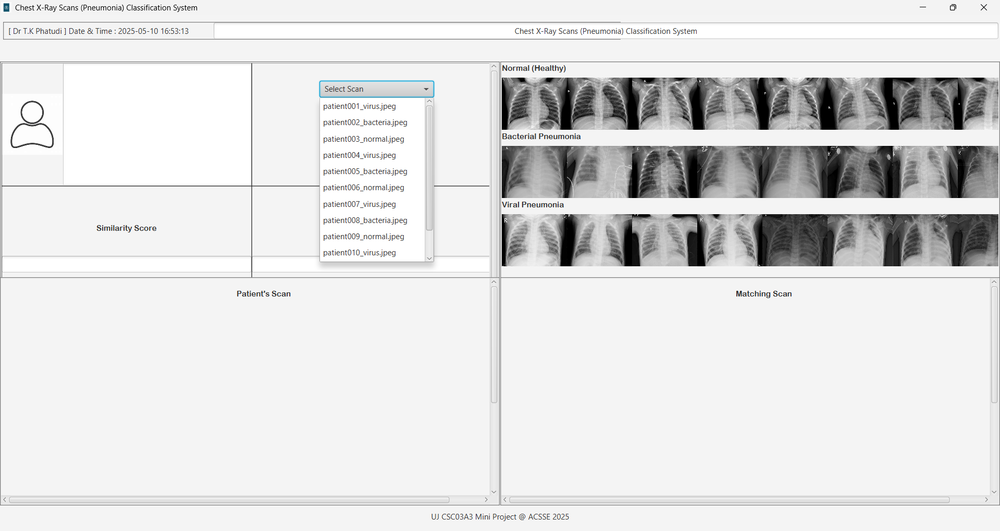 Chest X-Ray Scans (Pneumonia) Classification System
[ Dr T.K Phatudi ] Date & Time : 2025-05-10 16:53:13
Chest X-Ray Scans (Pneumonia) Classification System
Select Scan
patient001_virus.jpeg
patient002_bacteria.jpeg
patient003_normal.jpeg
patient004_virus.jpeg
patient005_bacteria.jpeg
patient006_normal.jpeg
patient007_virus.jpeg
patient008_bacteria.jpeg
patient009_normal.jpeg
patient010_virus.jpeg
Similarity Score
Normal (Healthy)
Bacterial Pneumonia
Viral Pneumonia
R
R
Patient's Scan
Matching Scan
UJ CSC03A3 Mini Project @ ACSSE 2025